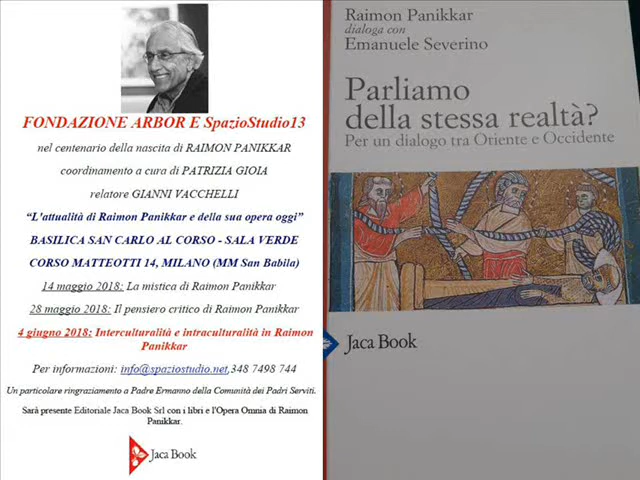 FONDAZIONE ARBOR E SpazioStudio13
nel centenario della nascita di RAIMON PANIKKAR
coordinamento a cura di PATRIZIA GIOIA
relatore GIANNI VACCHELLI
“L'attualità di Raimon Panikkar e della sua opera oggi”
BASILICA SAN CARLO AL CORSO - SALA VERDE
CORSO MATTEOTTI 14, MILANO (MM San Babila)
14 maggio 2018: La mistica di Raimon Panikkar
28 maggio 2018: Il pensiero critico di Raimon Panikkar
4 giugno 2018: Interculturalità e intraculturalità in Raimon
Panikkar
Per informazioni: info@spaziostudio.net,348 7498 744
Un particolare ringraziamento a Padre Ermanno della Comunità dei Padri Serviti.
Sarà presente Editoriale Jaca Book Srl con i libri e l'Opera Omnia di Raimon
Panikkar.
Jaca Book
Raimon Panikkar
dialoga con
Emanuele Severino
Parliamo
della stessa realtà?
Per un dialogo tra Oriente e Occidente
Jaca Book